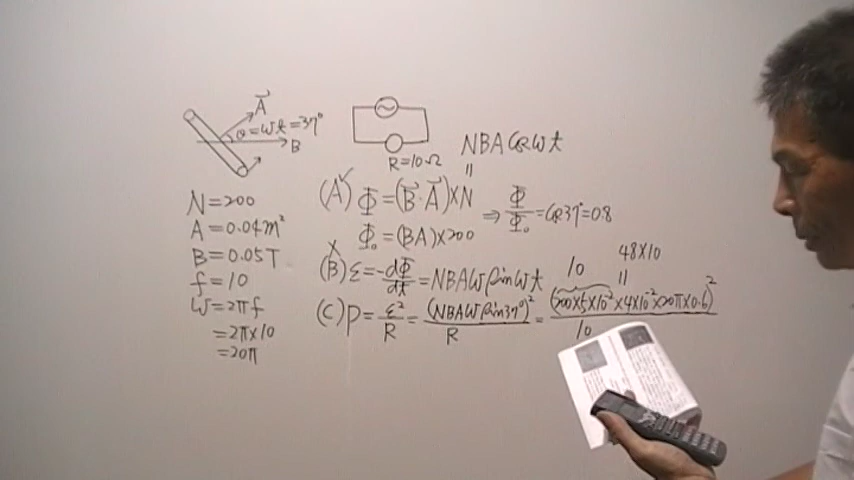 A⃗
θ=ωt=37°
B
R=10Ω
NBA cos ωt
=
N=200
A=0.04m²
B=0.05T
f=10
ω=2πf
=2π×10
=20π
(A) ✓ Φ=(B⃗·A⃗)×N ⇒ Φ/Φ₀=cos37°=0.8
Φ₀=(BA)×200
(B) × ε=-dΦ/dt=NBAω sin ωt
10
48×10
=
(C) P=ε²/R=(NBAω sin37°)²/R=(200×5×10⁻²×4×10⁻²×20π×0.6)²/10